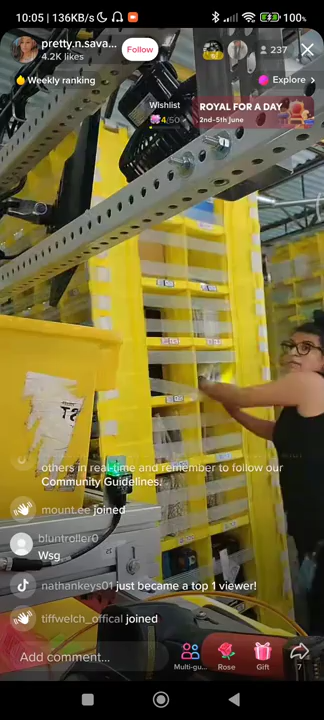 10:05 | 136KB/s
100%
pretty.n.sava...
4.2K likes
Follow
237
Weekly ranking
Explore >
Wishlist
4/50
ROYAL FOR A DAY
2nd-5th June
others in real-time and remember to follow our
Community Guidelines.
mount.ee joined
bluntroller0
Wsg
nathankeys01 just became a top 1 viewer!
tiffwelch_offical joined
Add comment...
Multi-gu...
Rose
Gift
7